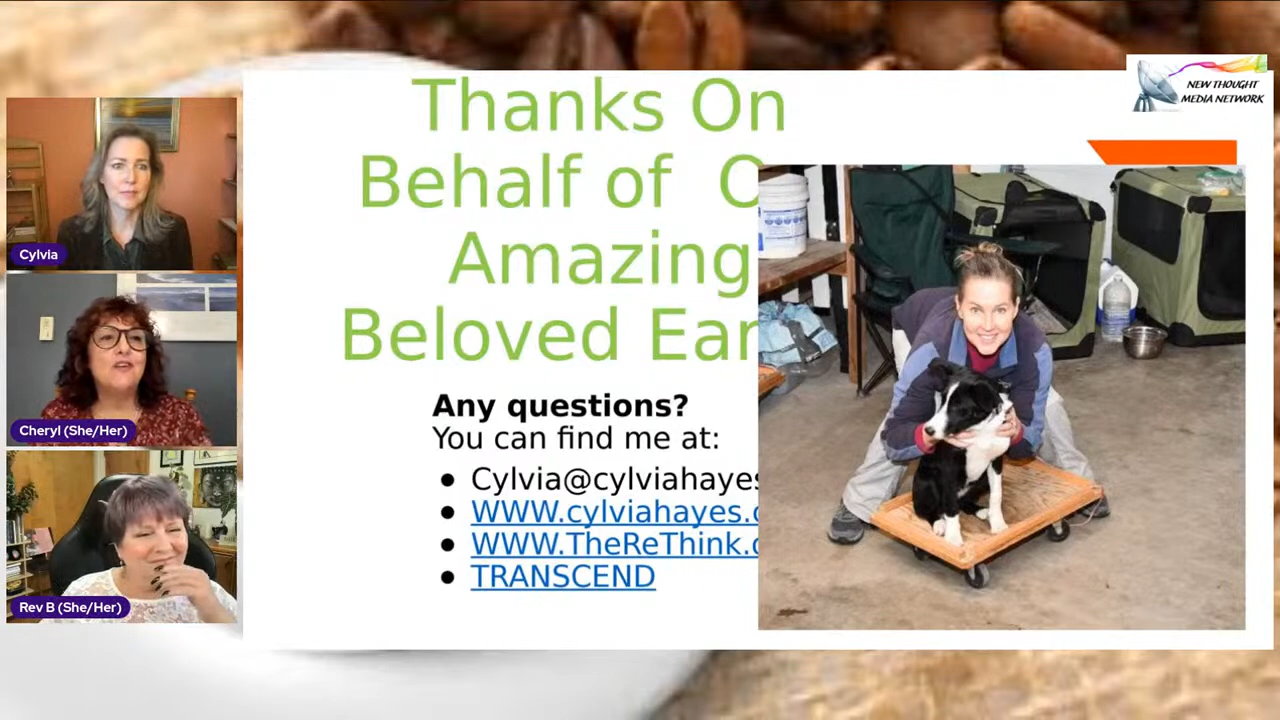 NEW THOUGHT
MEDIA NETWORK
Thanks On
Behalf of
Amazing
Beloved
Any questions?
You can find me at:
Cylvia
Cylvia@cylviahayes
WWW.cylviahayes.
WWW.TheReThink.
TRANSCEND
Cheryl (She/Her)
Rev B (She/Her)